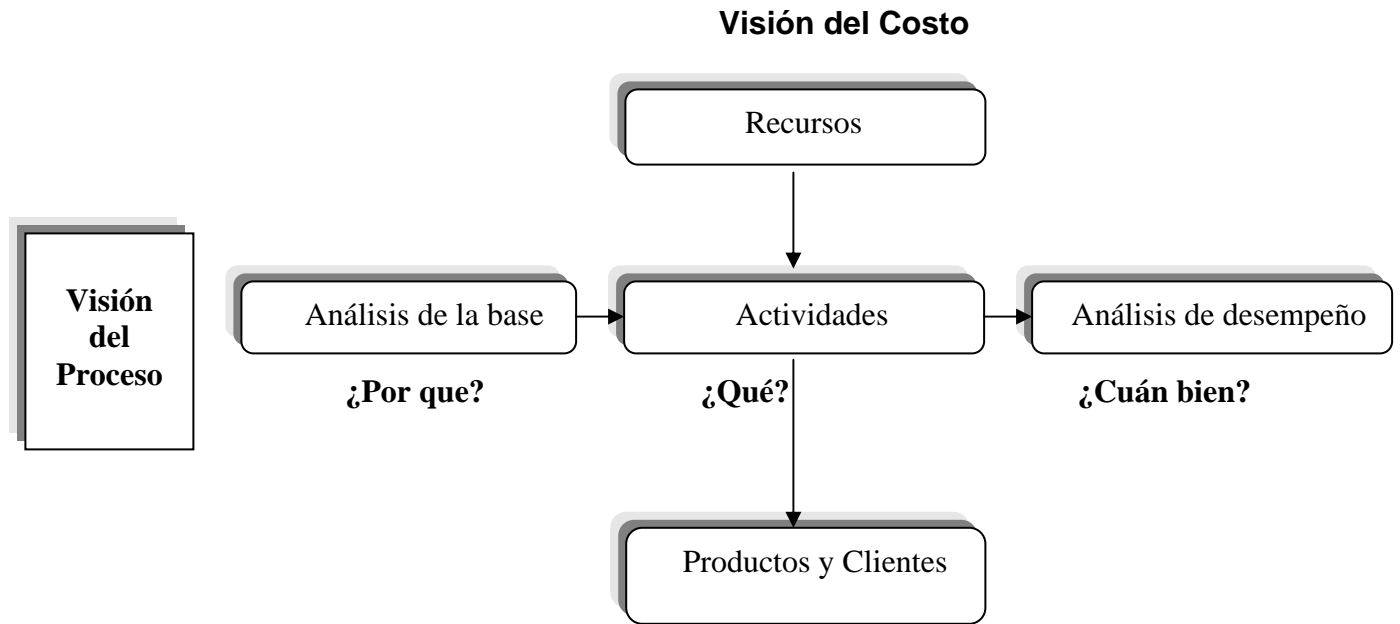 Visión del Costo
Recursos
Visión
del
Proceso
Análisis de la base
Actividades
Análisis de desempeño
¿Por que?
¿Qué?
¿Cuán bien?
Productos y Clientes